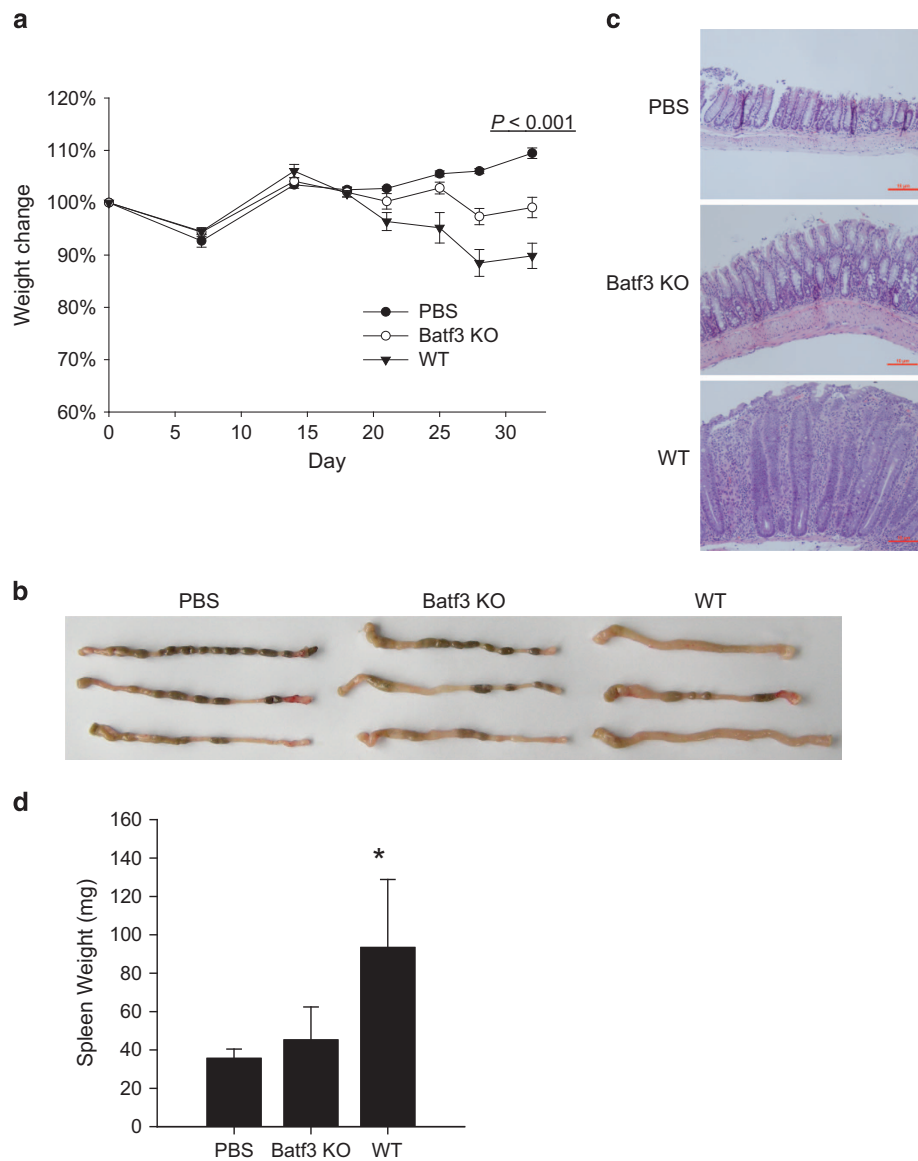 a
120%
110%
100%
90%
80%
70%
60%
Weight change
P < 0.001
PBS
Batf3 KO
WT
0 5 10 15 20 25 30
Day
c
PBS
Batf3 KO
WT
b
PBS Batf3 KO WT
d
160
140
120
100
80
60
40
20
0
Spleen Weight (mg)
*
PBS Batf3 KO WT